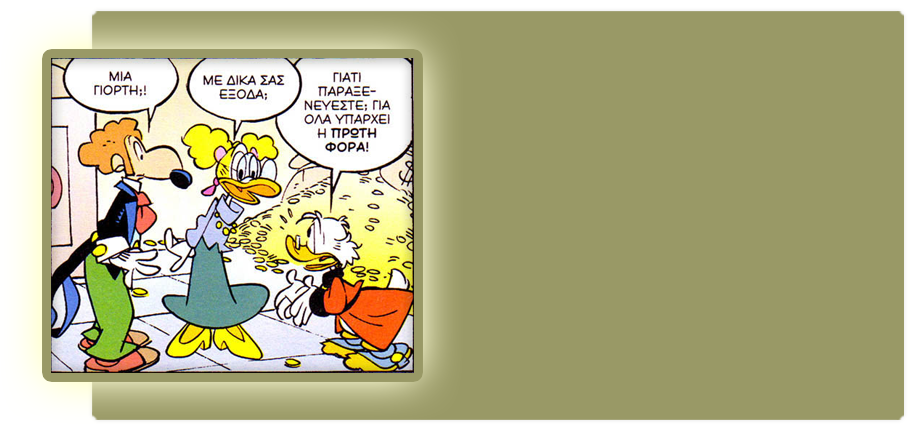 ΜΙΑ
ΓΙΟΡΤΗ;!
ΜΕ ΔΙΚΑ ΣΑΣ
ΕΞΟΔΑ;
ΓΙΑΤΙ
ΠΑΡΑΞΕ-
ΝΕΥΕΣΤΕ; ΓΙΑ
ΟΛΑ ΥΠΑΡΧΕΙ
Η ΠΡΩΤΗ
ΦΟΡΑ!